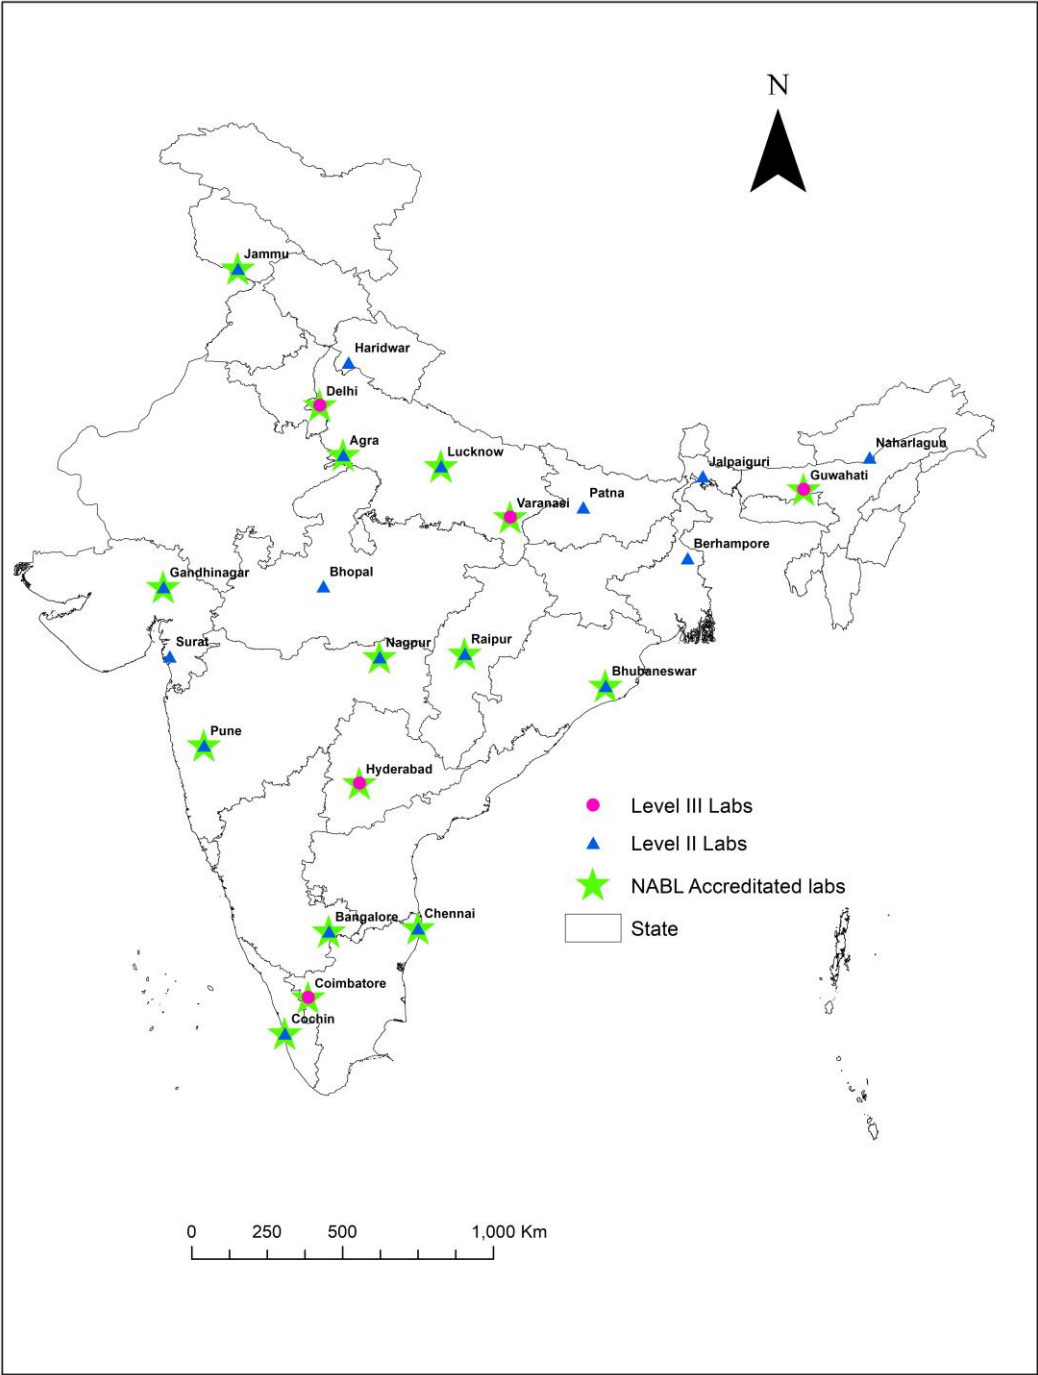 N
Jammu
Haridwar
Delhi
Agra
Lucknow
Naharlagun
Jalpaiguri
Guwahati
Patna
Varanasi
Berhampore
Gandhinagar
Bhopal
Surat
Nagpur
Raipur
Bhubaneswar
Pune
Hyderabad
Level III Labs
Level II Labs
NABL Accreditated labs
State
Bangalore
Chennai
Coimbatore
Cochin
0 250 500 1,000 Km